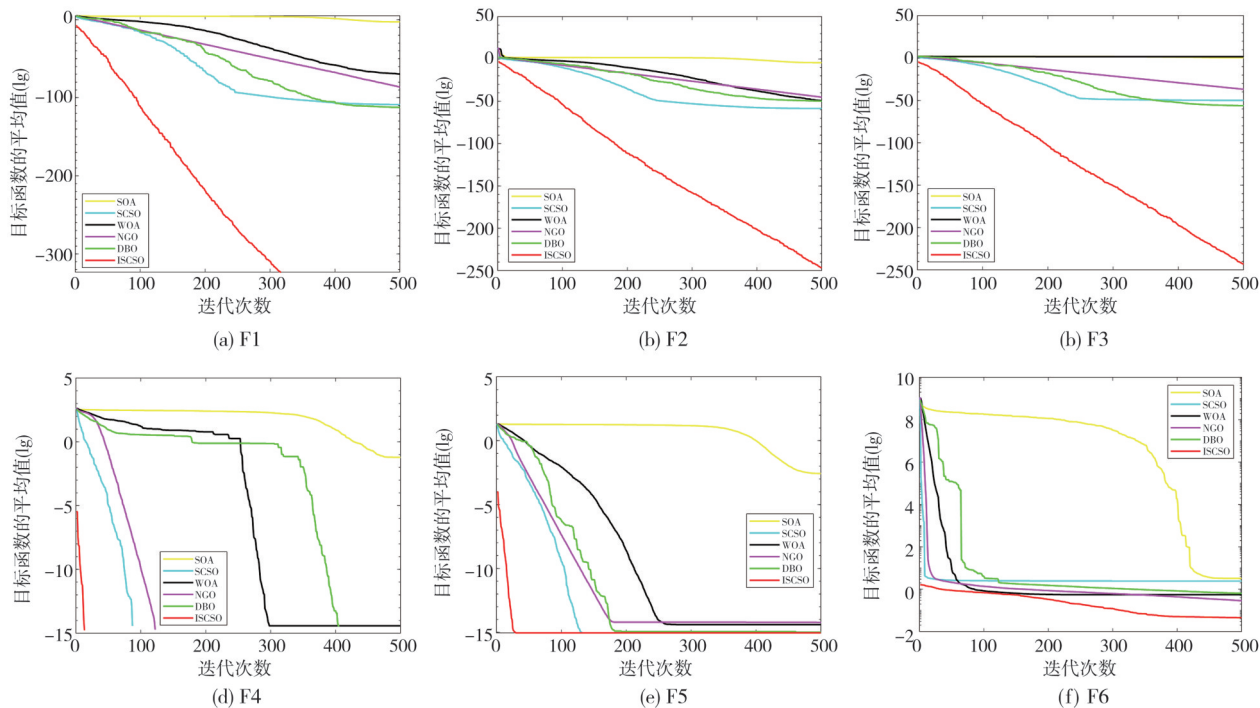 目标函数的平均值(lg)
0
-100
-200
-300
SOA
SCSO
WOA
NGO
DBO
ISCSO
0 100 200 300 400 500
迭代次数
(a) F1
目标函数的平均值(lg)
50
0
-50
-100
-150
-200
-250
SOA
SCSO
WOA
NGO
DBO
ISCSO
0 100 200 300 400 500
迭代次数
(b) F2
目标函数的平均值(lg)
50
0
-50
-100
-150
-200
-250
SOA
SCSO
WOA
NGO
DBO
ISCSO
0 100 200 300 400 500
迭代次数
(b) F3
目标函数的平均值(lg)
5
0
-5
-10
-15
SOA
SCSO
WOA
NGO
DBO
ISCSO
0 100 200 300 400 500
迭代次数
(d) F4
目标函数的平均值(lg)
5
0
-5
-10
-15
SOA
SCSO
WOA
NGO
DBO
ISCSO
0 100 200 300 400 500
迭代次数
(e) F5
目标函数的平均值(lg)
10
8
6
4
2
0
-2
SOA
SCSO
WOA
NGO
DBO
ISCSO
0 100 200 300 400 500
迭代次数
(f) F6